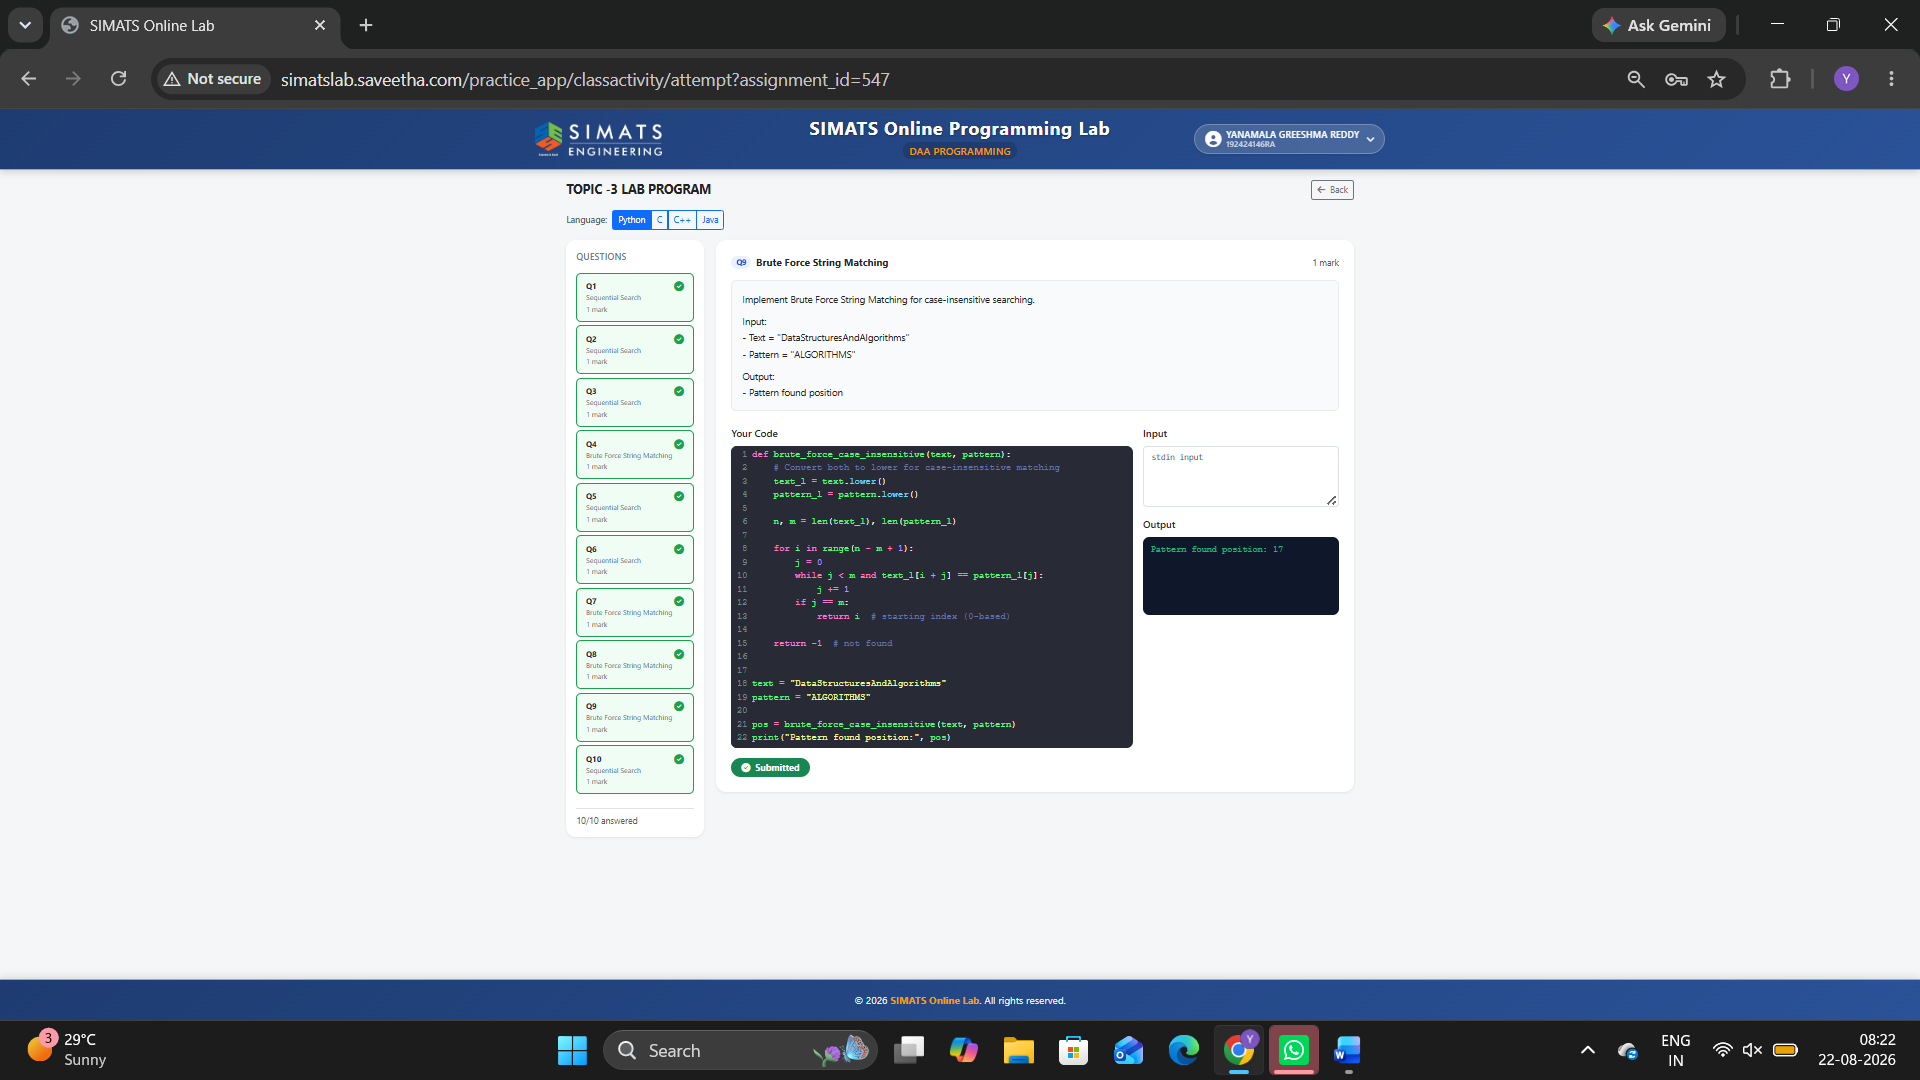 SIMATS Online Lab
Ask Gemini
Not secure
simatslab.saveetha.com/practice_app/classactivity/attempt?assignment_id=547
Y
SIMATS
ENGINEERING
SIMATS Online Programming Lab
DAA PROGRAMMING
YANAMALA GREESHMA REDDY
192424146RA
TOPIC -3 LAB PROGRAM
← Back
Language: Python C C++ Java
QUESTIONS
Q1
Sequential Search
1 mark
Q2
Sequential Search
1 mark
Q3
Sequential Search
1 mark
Q4
Brute Force String Matching
1 mark
Q5
Sequential Search
1 mark
Q6
Sequential Search
1 mark
Q7
Brute Force String Matching
1 mark
Q8
Brute Force String Matching
1 mark
Q9
Brute Force String Matching
1 mark
Q10
Sequential Search
1 mark
10/10 answered
Q9 Brute Force String Matching 1 mark
Implement Brute Force String Matching for case-insensitive searching.
Input:
- Text = "DataStructuresAndAlgorithms"
- Pattern = "ALGORITHMS"
Output:
- Pattern found position
Your Code
1 def brute_force_case_insensitive(text, pattern):
2     # Convert both to lower for case-insensitive matching
3     text_l = text.lower()
4     pattern_l = pattern.lower()
5
6     n, m = len(text_l), len(pattern_l)
7
8     for i in range(n - m + 1):
9         j = 0
10         while j < m and text_l[i + j] == pattern_l[j]:
11             j += 1
12         if j == m:
13             return i  # starting index (0-based)
14
15     return -1  # not found
16
17
18 text = "DataStructuresAndAlgorithms"
19 pattern = "ALGORITHMS"
20
21 pos = brute_force_case_insensitive(text, pattern)
22 print("Pattern found position:", pos)
Submitted
Input
stdin input
Output
Pattern found position: 17
© 2026 SIMATS Online Lab. All rights reserved.
3
29°C
Sunny
Search
Y
ENG
IN
08:22
22-08-2026